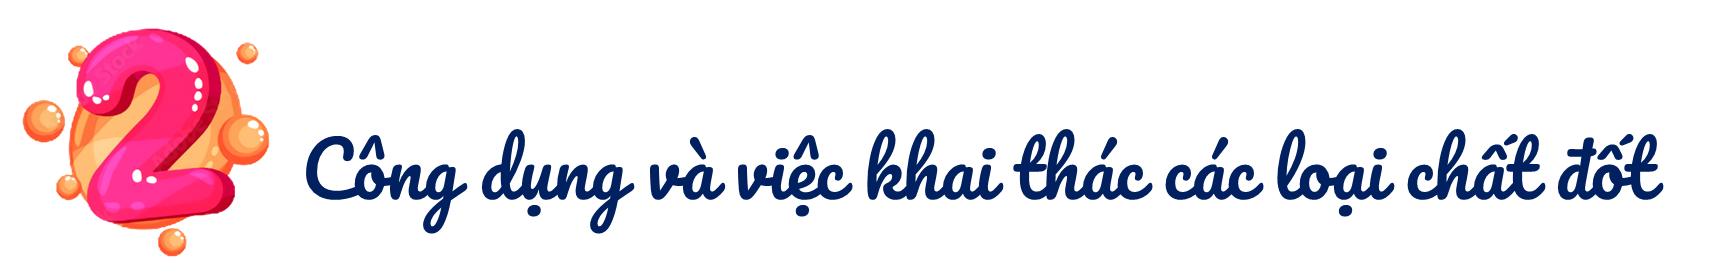 2
Công dụng và việc khai thác các loại chất đốt